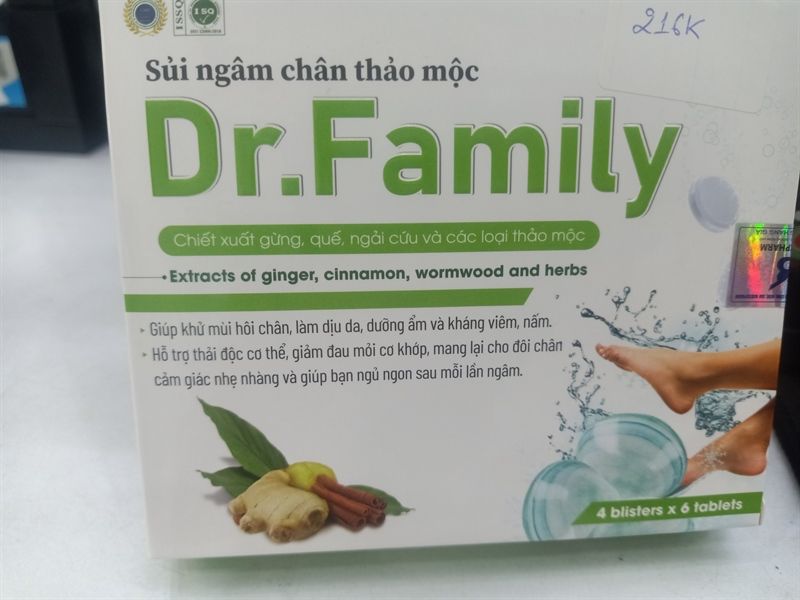 ISSQ
ISO
216K
Sủi ngâm chân thảo mộc
Dr.Family
Chiết xuất gừng, quế, ngải cứu và các loại thảo mộc
•Extracts of ginger, cinnamon, wormwood and herbs
Giúp khử mùi hôi chân, làm dịu da, dưỡng ẩm và kháng viêm, nấm.
Hỗ trợ thải độc cơ thể, giảm đau mỏi cơ khớp, mang lại cho đôi chân
cảm giác nhẹ nhàng và giúp bạn ngủ ngon sau mỗi lần ngâm.
PHARM
4 blisters x 6 tablets